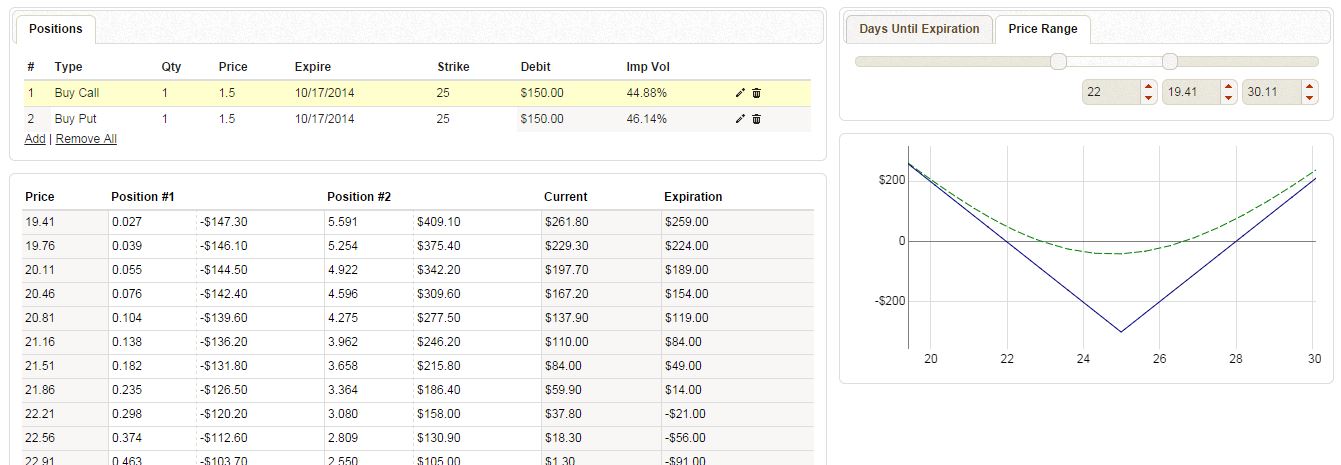 Positions
# Type Qty Price Expire Strike Debit Imp Vol
1 Buy Call 1 1.5 10/17/2014 25 $150.00 44.88%
2 Buy Put 1 1.5 10/17/2014 25 $150.00 46.14%
Add | Remove All
Price Position #1 Position #2 Current Expiration
19.41 0.027 -$147.30 5.591 $409.10 $261.80 $259.00
19.76 0.039 -$146.10 5.254 $375.40 $229.30 $224.00
20.11 0.055 -$144.50 4.922 $342.20 $197.70 $189.00
20.46 0.076 -$142.40 4.596 $309.60 $167.20 $154.00
20.81 0.104 -$139.60 4.275 $277.50 $137.90 $119.00
21.16 0.138 -$136.20 3.962 $246.20 $110.00 $84.00
21.51 0.182 -$131.80 3.658 $215.80 $84.00 $49.00
21.86 0.235 -$126.50 3.364 $186.40 $59.90 $14.00
22.21 0.298 -$120.20 3.080 $158.00 $37.80 -$21.00
22.56 0.374 -$112.60 2.809 $130.90 $18.30 -$56.00
22.91 0.463 -$103.70 2.550 $105.00 $1.30 -$91.00
Days Until Expiration Price Range
22 19.41 30.11
$200
0
-$200
20 22 24 26 28 30